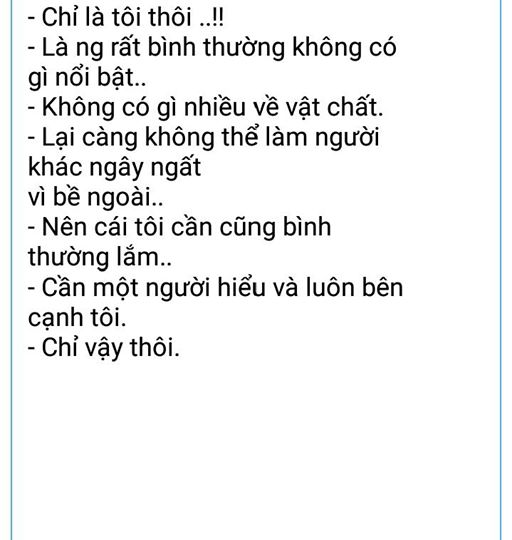 - Chỉ là tôi thôi ..!!
- Là ng rất bình thường không có
gì nổi bật..
- Không có gì nhiều về vật chất.
- Lại càng không thể làm người
khác ngây ngất
vì bề ngoài..
- Nên cái tôi cần cũng bình
thường lắm..
- Cần một người hiểu và luôn bên
cạnh tôi.
- Chỉ vậy thôi.